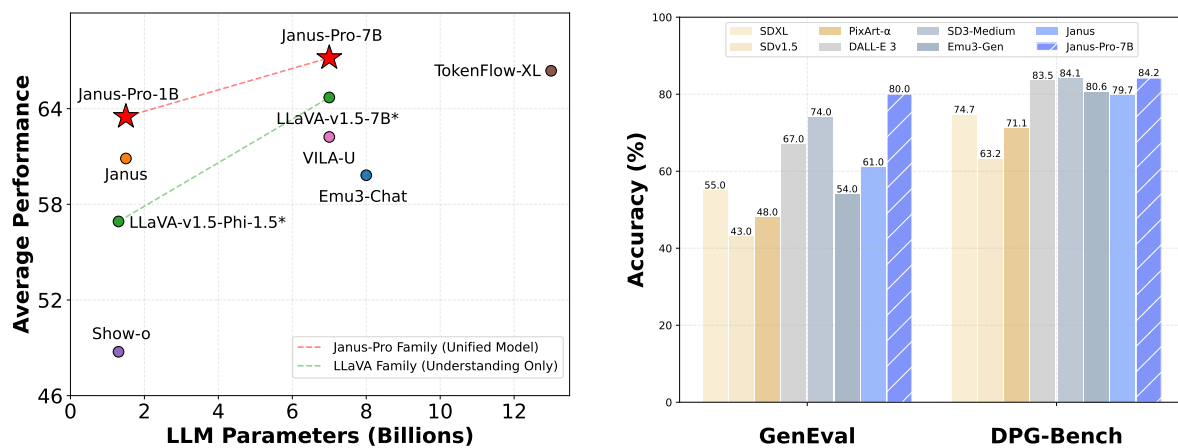 Average Performance
64
58
52
46
0
2
4
6
8
10
12
LLM Parameters (Billions)
Janus-Pro-7B
TokenFlow-XL
Janus-Pro-1B
LLaVA-v1.5-7B*
VILA-U
Janus
Emu3-Chat
LLaVA-v1.5-Phi-1.5*
Show-o
Janus-Pro Family (Unified Model)
LLaVA Family (Understanding Only)
Accuracy (%)
100
80
60
40
20
0
SDXL
SDv1.5
PixArt-α
DALL-E 3
SD3-Medium
Emu3-Gen
Janus
Janus-Pro-7B
55.0
43.0
48.0
67.0
74.0
54.0
61.0
80.0
74.7
63.2
71.1
83.5
84.1
80.6
79.7
84.2
GenEval
DPG-Bench